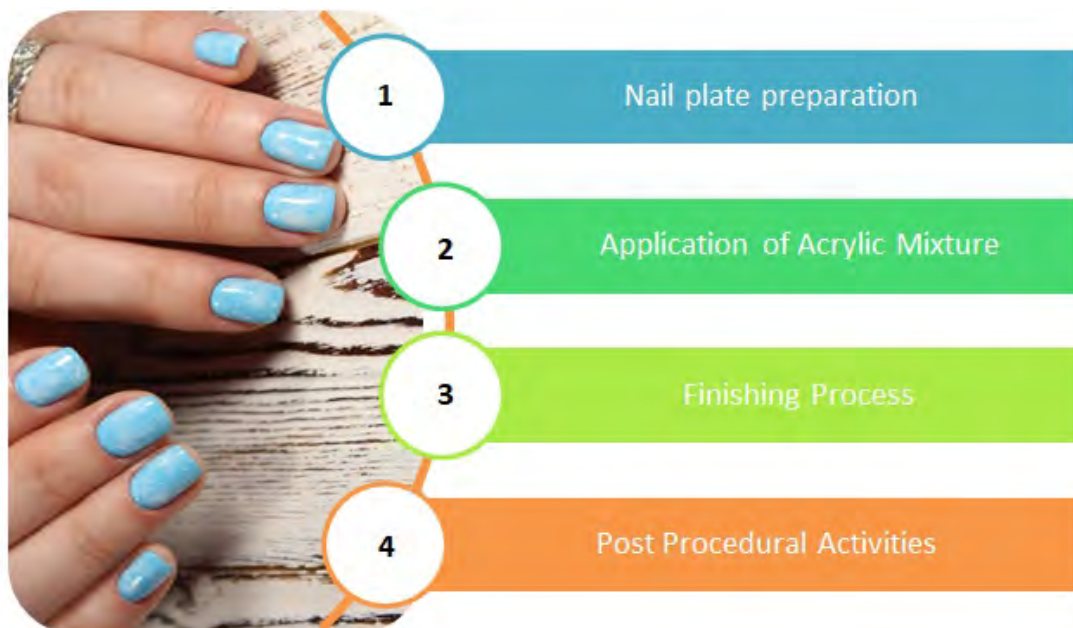 1
Nail plate preparation
2
Application of Acrylic Mixture
3
Finishing Process
4
Post Procedural Activities